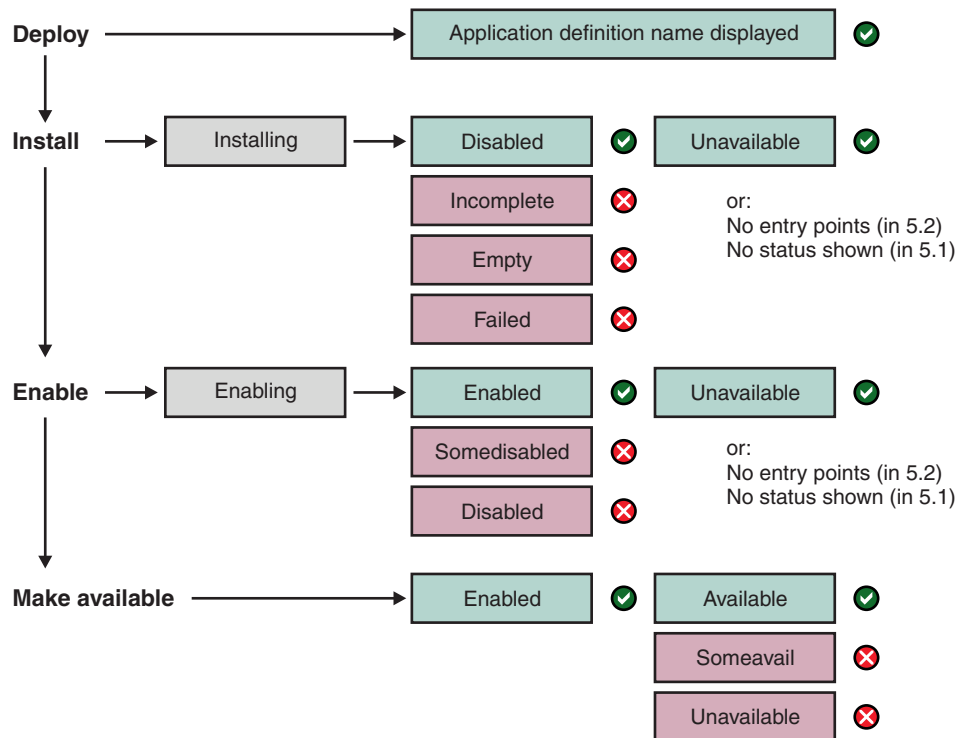 Deploy
Application definition name displayed
Install
Installing
Disabled
Unavailable
Incomplete
Empty
Failed
or:
No entry points (in 5.2)
No status shown (in 5.1)
Enable
Enabling
Enabled
Unavailable
Somedisabled
Disabled
or:
No entry points (in 5.2)
No status shown (in 5.1)
Make available
Enabled
Available
Someavail
Unavailable